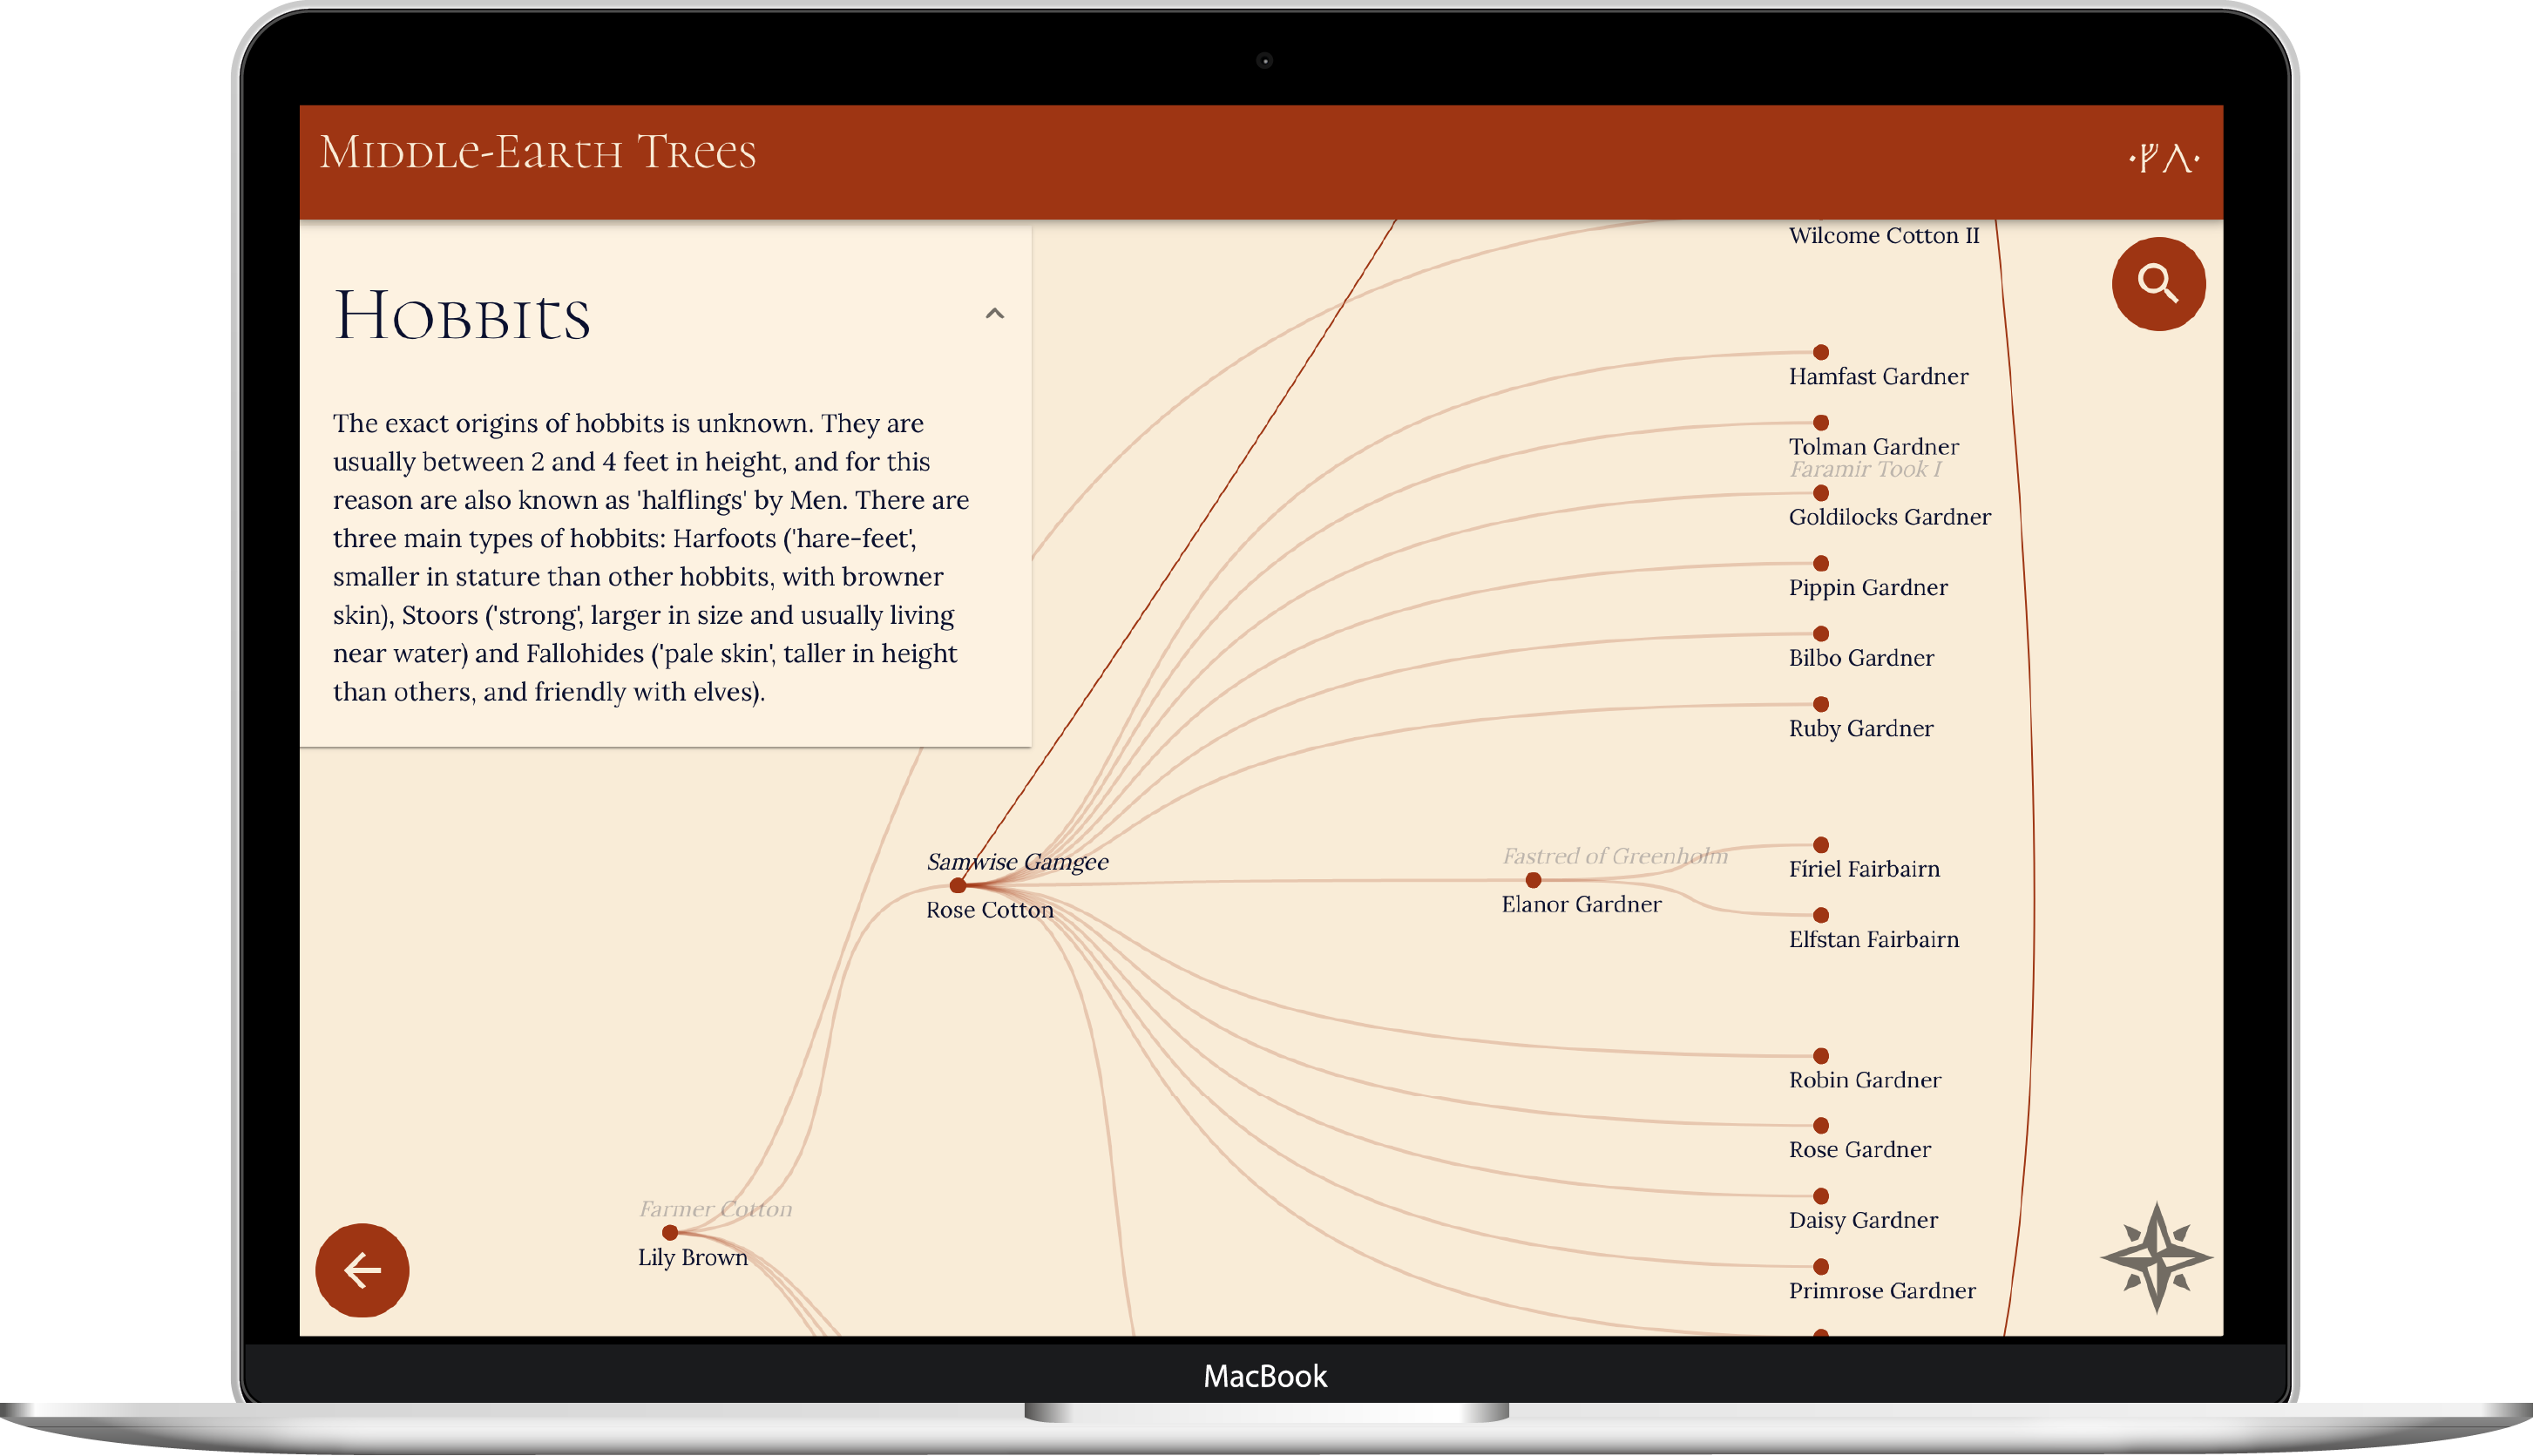 Middle-Earth Trees
·ᚠᛉ·
Hobbits
The exact origins of hobbits is unknown. They are
usually between 2 and 4 feet in height, and for this
reason are also known as 'halflings' by Men. There are
three main types of hobbits: Harfoots ('hare-feet',
smaller in stature than other hobbits, with browner
skin), Stoors ('strong', larger in size and usually living
near water) and Fallohides ('pale skin', taller in height
than others, and friendly with elves).
Wilcome Cotton II
Hamfast Gardner
Tolman Gardner
Faramir Took I
Goldilocks Gardner
Pippin Gardner
Bilbo Gardner
Ruby Gardner
Samwise Gamgee
Rose Cotton
Fastred of Greenholm
Elanor Gardner
Fíriel Fairbairn
Elfstan Fairbairn
Robin Gardner
Rose Gardner
Daisy Gardner
Primrose Gardner
Farmer Cotton
Lily Brown
MacBook